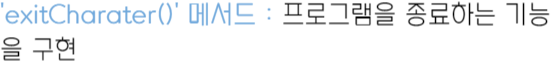 'exitCharater()' 메서드 : 프로그램을 종료하는 기능
을 구현